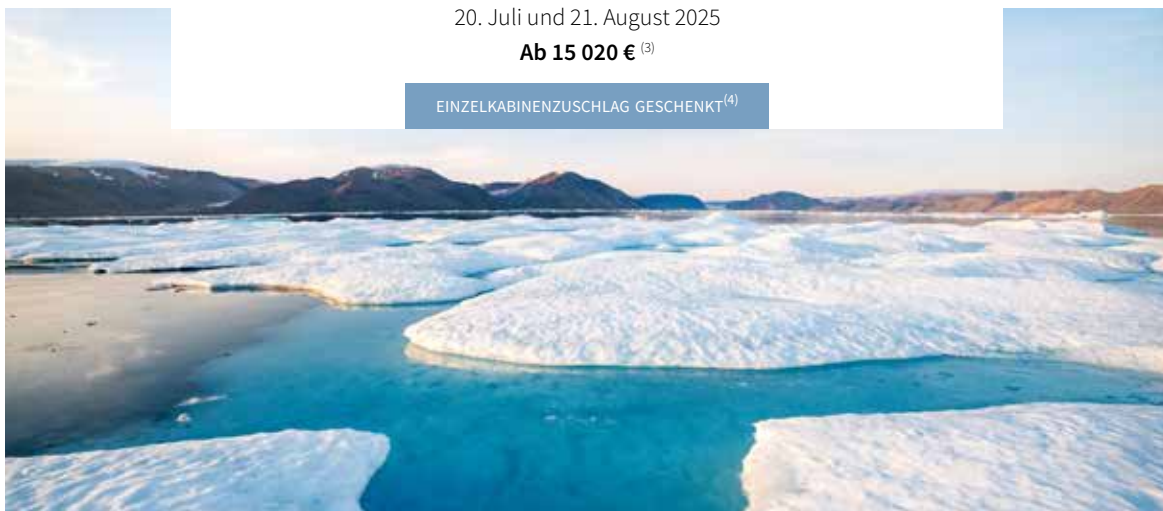 20. Juli und 21. August 2025
Ab 15 020 € (3)
EINZELKABINENZUSCHLAG GESCHENKT(4)